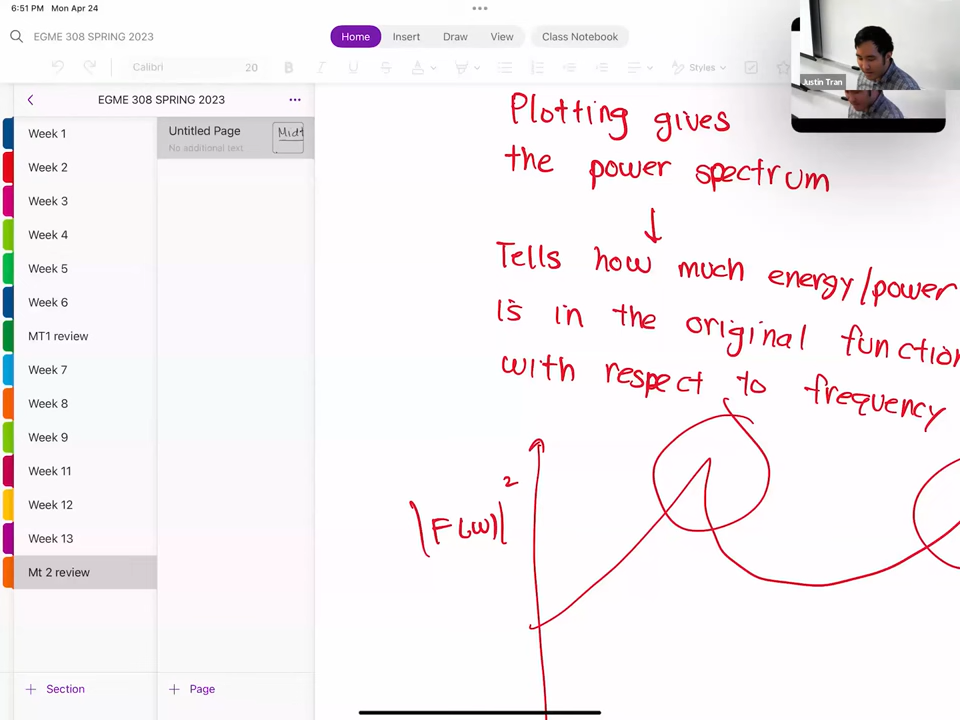 6:51 PM Mon Apr 24
EGME 308 SPRING 2023
Home Insert Draw View Class Notebook
Calibri 20 B I U S A Styles
Justin Tran
EGME 308 SPRING 2023
Week 1
Week 2
Week 3
Week 4
Week 5
Week 6
MT1 review
Week 7
Week 8
Week 9
Week 11
Week 12
Week 13
Mt 2 review
+ Section
Untitled Page
No additional text
Midt
+ Page
Plotting gives
the power spectrum
↓
Tells how much energy/power
Is in the original function
with respect to frequency
|F(ω)|²